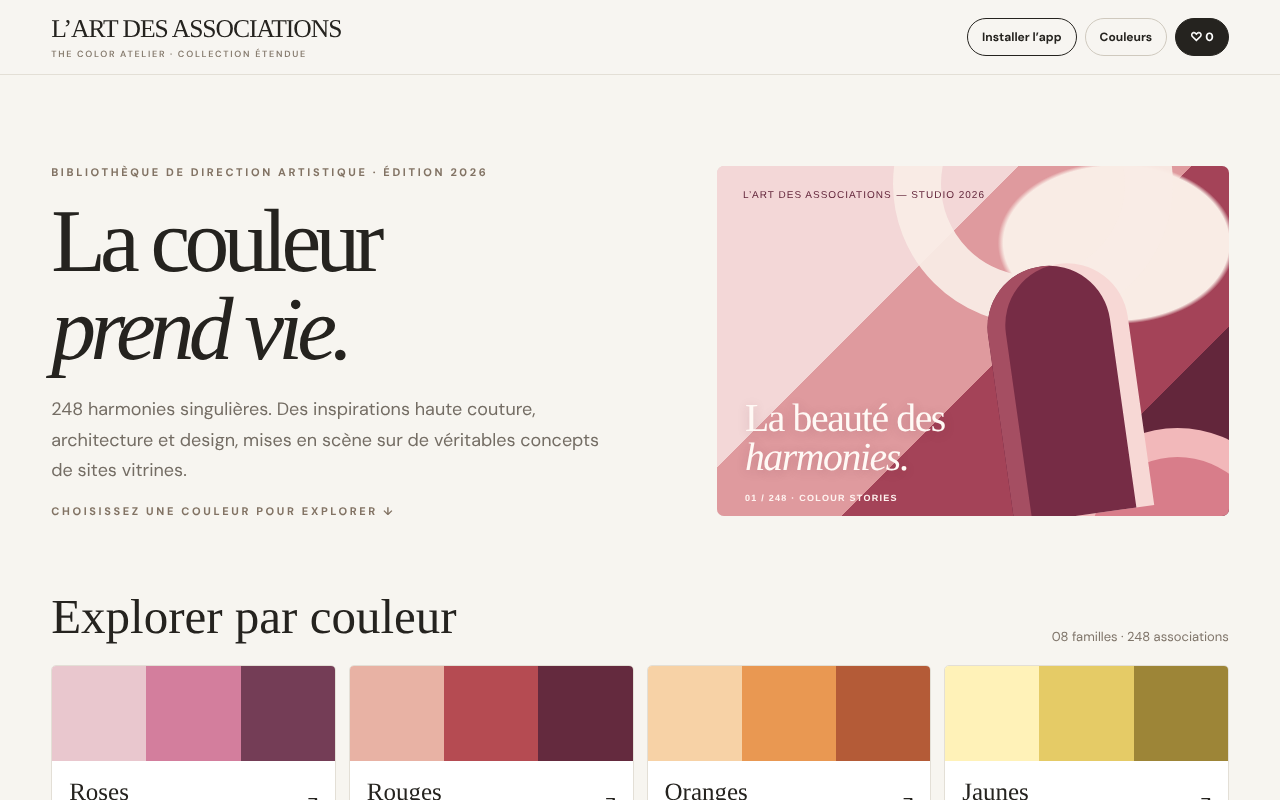 L’ART DES ASSOCIATIONS
THE COLOR ATELIER · COLLECTION ÉTENDUE
Installer l’app
Couleurs
♡ 0
BIBLIOTHÈQUE DE DIRECTION ARTISTIQUE · ÉDITION 2026
La couleur
prend vie.
248 harmonies singulières. Des inspirations haute couture,
architecture et design, mises en scène sur de véritables concepts
de sites vitrines.
CHOISISSEZ UNE COULEUR POUR EXPLORER ↓
L’ART DES ASSOCIATIONS — STUDIO 2026
La beauté des
harmonies.
01 / 248 · COLOUR STORIES
Explorer par couleur
08 familles · 248 associations
Roses
Rouges
Oranges
Jaunes